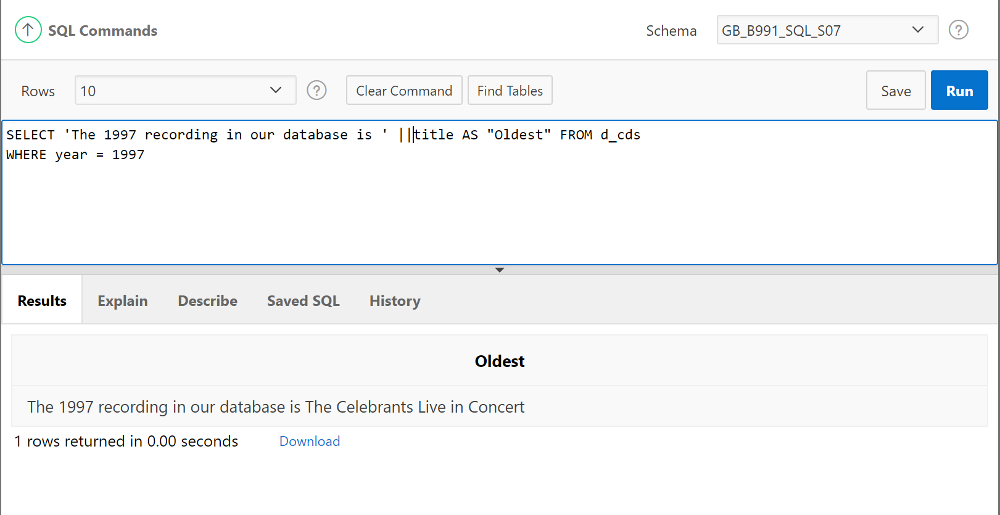 SQL Commands
Schema
GB_B991_SQL_S07
?
Rows
10
?
Clear Command
Find Tables
Save
Run
SELECT 'The 1997 recording in our database is ' ||title AS "Oldest" FROM d_cds
WHERE year = 1997
Results
Explain
Describe
Saved SQL
History
Oldest
The 1997 recording in our database is The Celebrants Live in Concert
1 rows returned in 0.00 seconds
Download